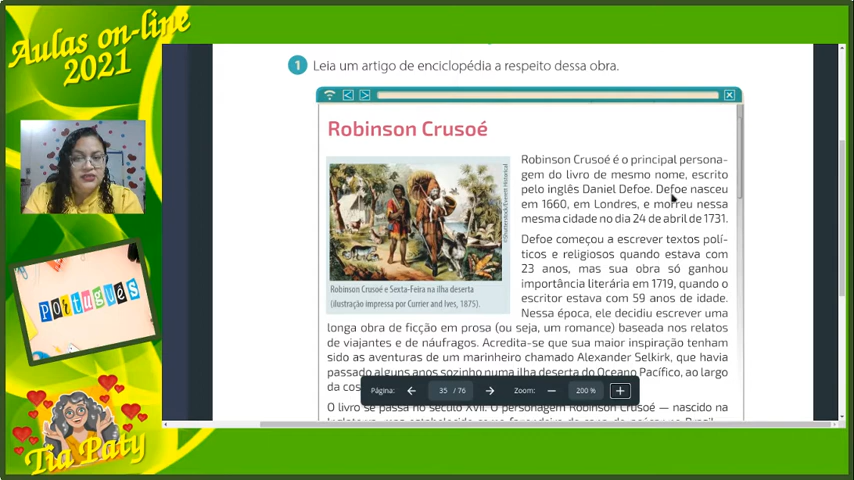 Aulas on-line
2021
1 Leia um artigo de enciclopédia a respeito dessa obra.
Robinson Crusoé
Robinson Crusoé é o principal persona-
gem do livro de mesmo nome, escrito
pelo inglês Daniel Defoe. Defoe nasceu
em 1660, em Londres, e morreu nessa
mesma cidade no dia 24 de abril de 1731.
©Shutterstock/Everett Historical
Robinson Crusoé e Sexta-Feira na ilha deserta
(ilustração impressa por Currier and Ives, 1875).
Defoe começou a escrever textos polí-
ticos e religiosos quando estava com
23 anos, mas sua obra só ganhou
importância literária em 1719, quando o
escritor estava com 59 anos de idade.
Nessa época, ele decidiu escrever uma
longa obra de ficção em prosa (ou seja, um romance) baseada nos relatos
de viajantes e de náufragos. Acredita-se que sua maior inspiração tenham
sido as aventuras de um marinheiro chamado Alexander Selkirk, que havia
passado alguns anos sozinho numa ilha deserta do Oceano Pacífico, ao largo
da cos
Página: 35 / 76 Zoom: 200 %
O livro se passa no século XVII. O personagem Robinson Crusoé — nascido na
Português
Tia Paty